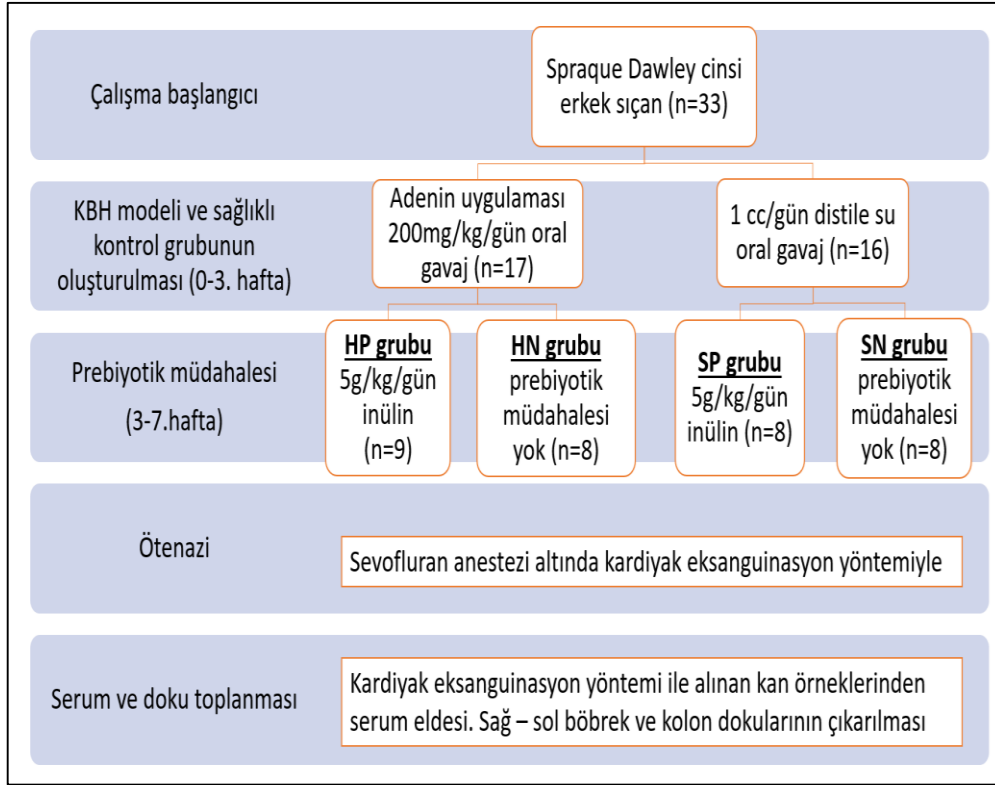 Çalışma başlangıcı
Spraque Dawley cinsi
erkek sıçan (n=33)
KBH modeli ve sağlıklı
kontrol grubunun
oluşturulması (0-3. hafta)
Adenin uygulaması
200mg/kg/gün oral
gavaj (n=17)
1 cc/gün distile su
oral gavaj (n=16)
Prebiyotik müdahalesi
(3-7.hafta)
HP grubu
5g/kg/gün
inülin
(n=9)
HN grubu
prebiyotik
müdahalesi
yok (n=8)
SP grubu
5g/kg/gün
inülin (n=8)
SN grubu
prebiyotik
müdahalesi
yok (n=8)
Ötenazi
Sevofluran anestezi altında kardiyak eksanguinasyon yöntemiyle
Serum ve doku toplanması
Kardiyak eksanguinasyon yöntemi ile alınan kan örneklerinden
serum eldesi. Sağ – sol böbrek ve kolon dokularının çıkarılması